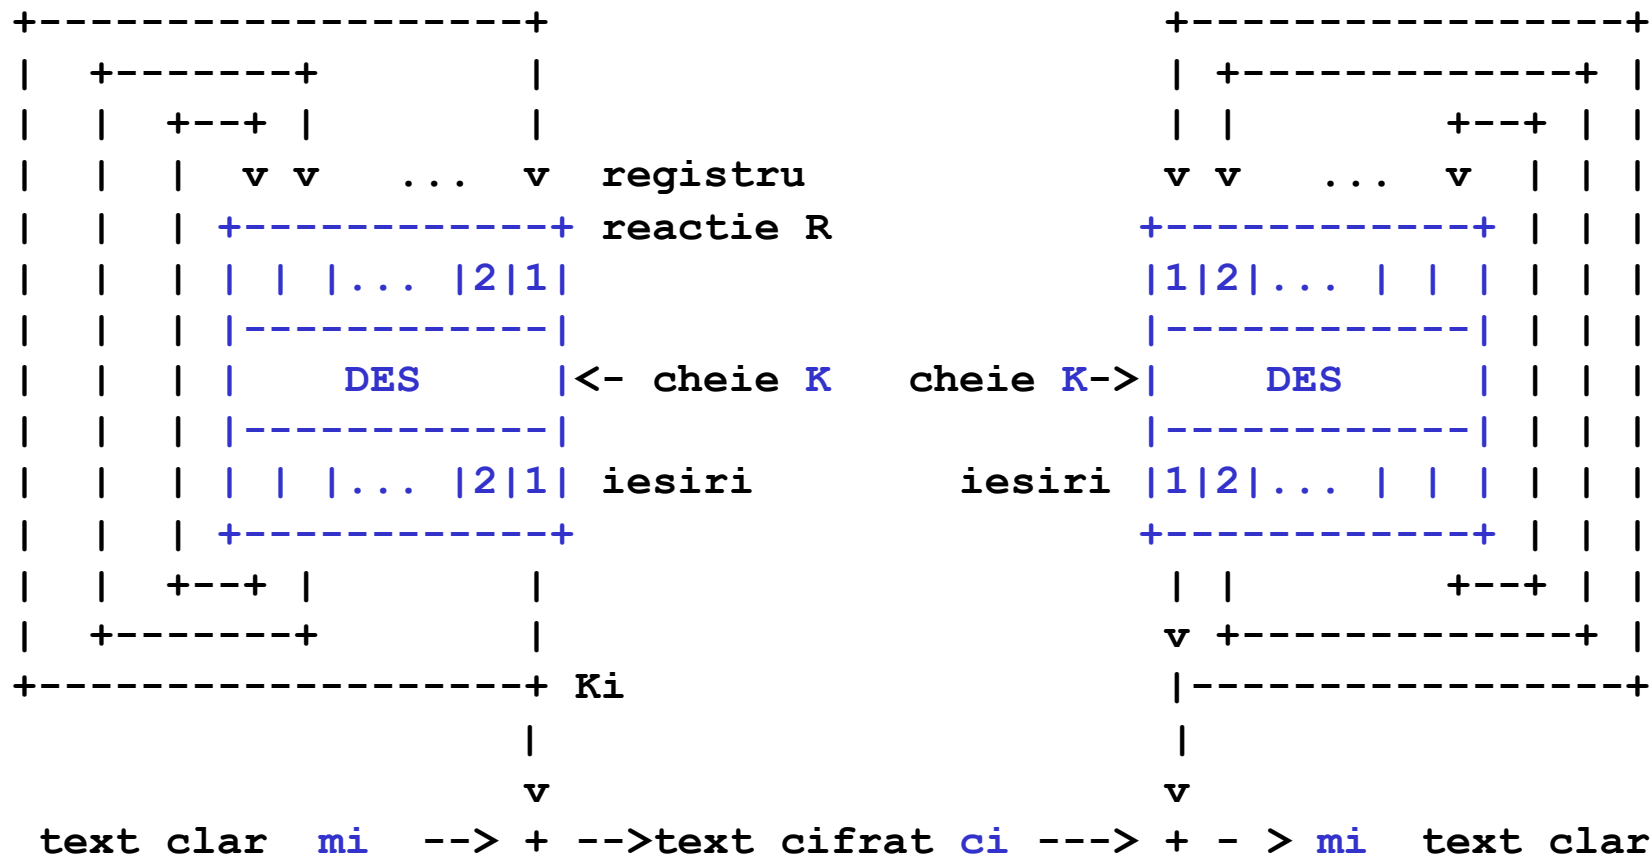 +--------------------+ +------------------+
| +--------+ | | +--------------+ |
| | +--+ | | | | +--+ | |
| | | v v ... v registru v v ... v | | |
| | | +------------+ reactie R +------------+ | | |
| | | | | |... |2|1| |1|2|... | | | | | |
| | | |------------| |------------| | | |
| | | | DES |<- cheie K cheie K->| DES | | | |
| | | |------------| |------------| | | |
| | | | | |... |2|1| iesiri iesiri |1|2|... | | | | | |
| | | +------------+ +------------+ | | |
| | +--+ | | | | +--+ | |
| +--------+ | v +--------------+ |
+--------------------+ Ki |------------------+
| |
v v
text clar mi --> + -->text cifrat ci ---> + - > mi text clar